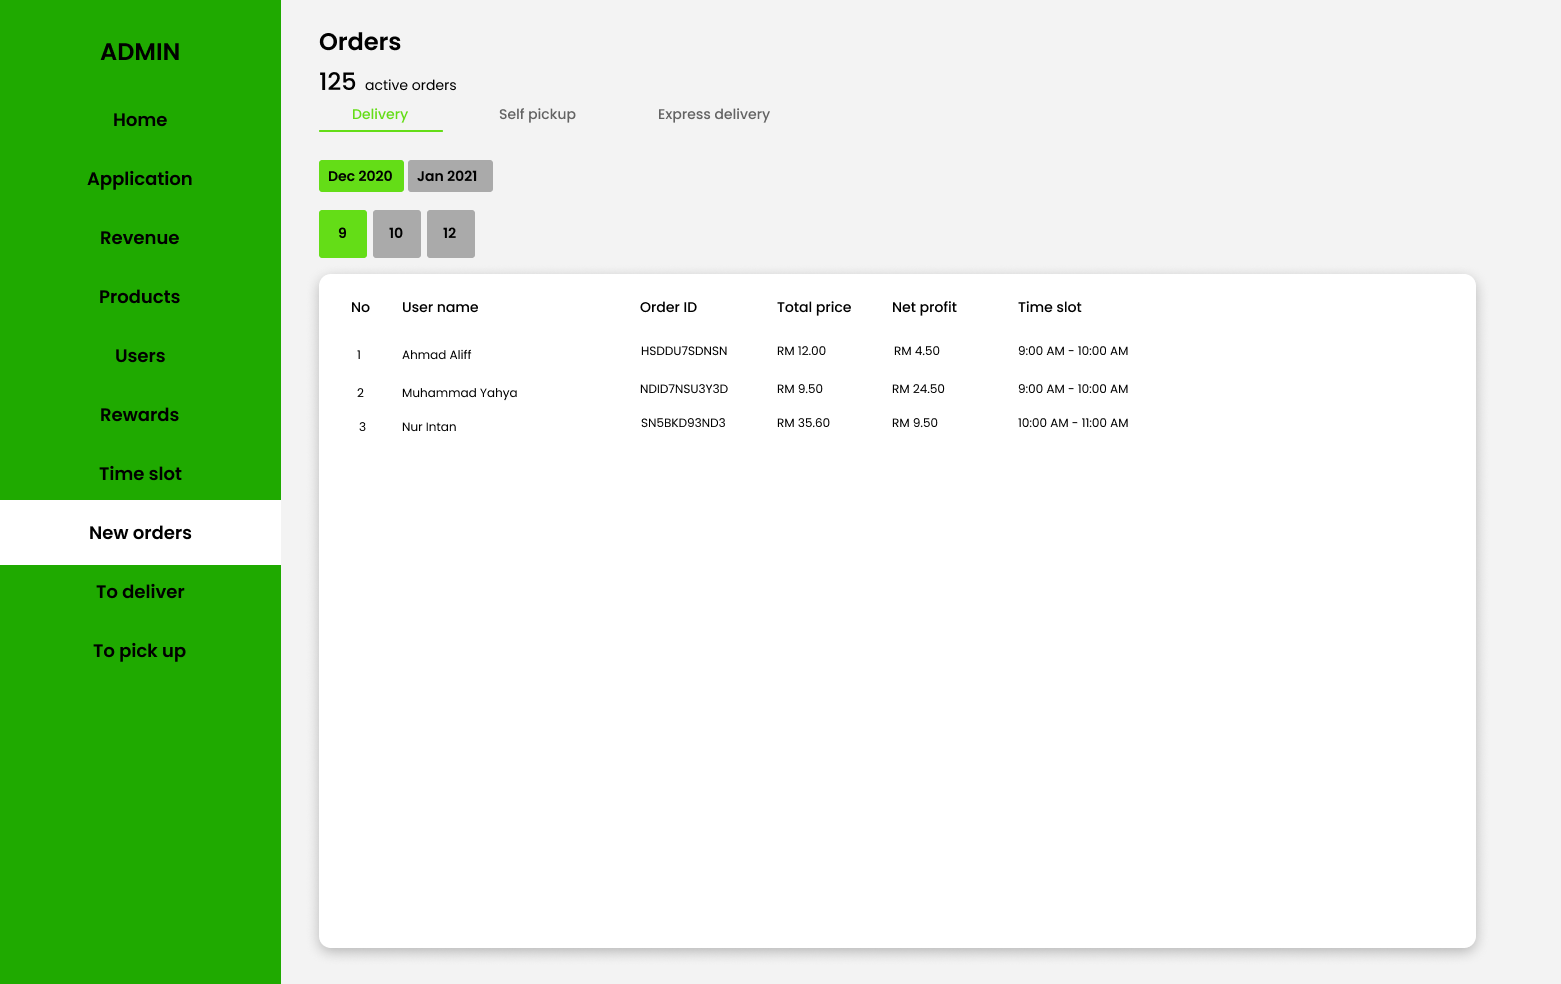 ADMIN
Home
Application
Revenue
Products
Users
Rewards
Time slot
New orders
To deliver
To pick up
Orders
125 active orders
Delivery Self pickup Express delivery
Dec 2020 Jan 2021
9 10 12
No User name Order ID Total price Net profit Time slot
1 Ahmad Aliff HSDDU7SDNSN RM 12.00 RM 4.50 9:00 AM - 10:00 AM
2 Muhammad Yahya NDID7NSU3Y3D RM 9.50 RM 24.50 9:00 AM - 10:00 AM
3 Nur Intan SN5BKD93ND3 RM 35.60 RM 9.50 10:00 AM - 11:00 AM